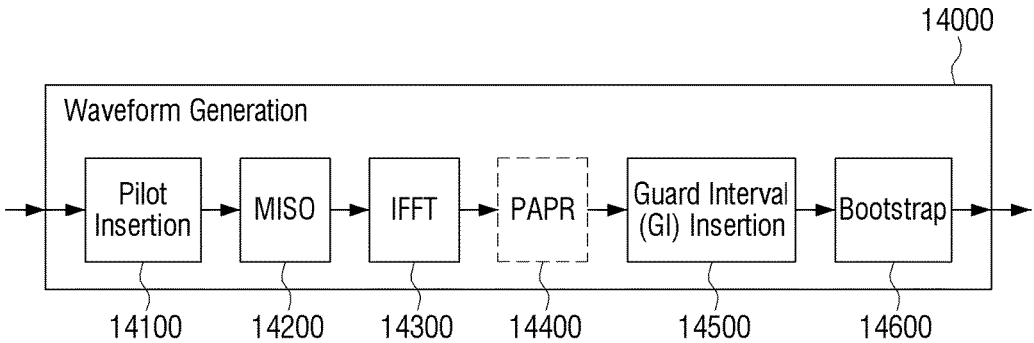 14000
Waveform Generation
Pilot
Insertion
MISO
IFFT
PAPR
Guard Interval
(GI) Insertion
Bootstrap
14100
14200
14300
14400
14500
14600